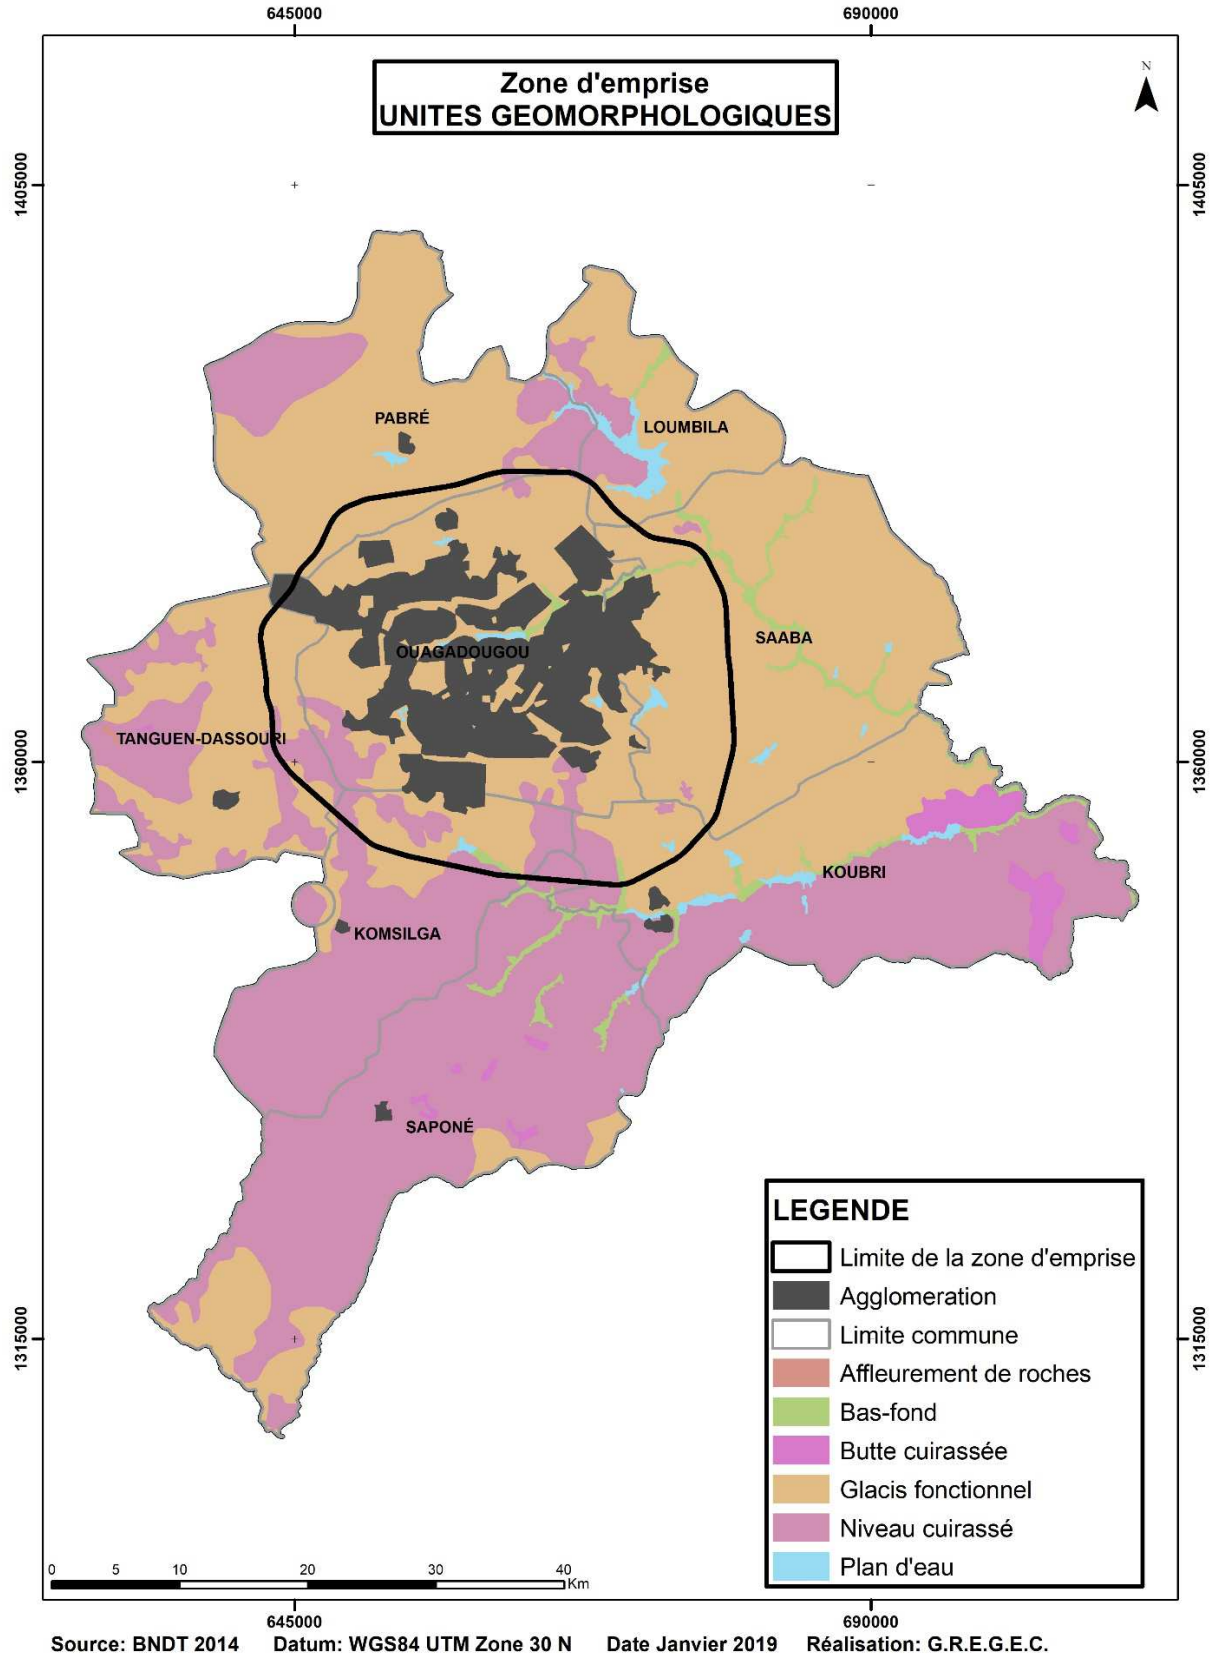 645000 690000
Zone d'emprise
UNITES GEOMORPHOLOGIQUES
N
1405000 1405000
PABRÉ
LOUMBILA
SAABA
OUAGADOUGOU
TANGUEN-DASSOURI
1360000 1360000
KOUBRI
KOMSILGA
SAPONÉ
LEGENDE
Limite de la zone d'emprise
Agglomeration
Limite commune
Affleurement de roches
Bas-fond
Butte cuirassée
Glacis fonctionnel
Niveau cuirassé
Plan d'eau
1315000 1315000
0 5 10 20 30 40
Km
645000 690000
Source: BNDT 2014 Datum: WGS84 UTM Zone 30 N Date Janvier 2019 Réalisation: G.R.E.G.E.C.